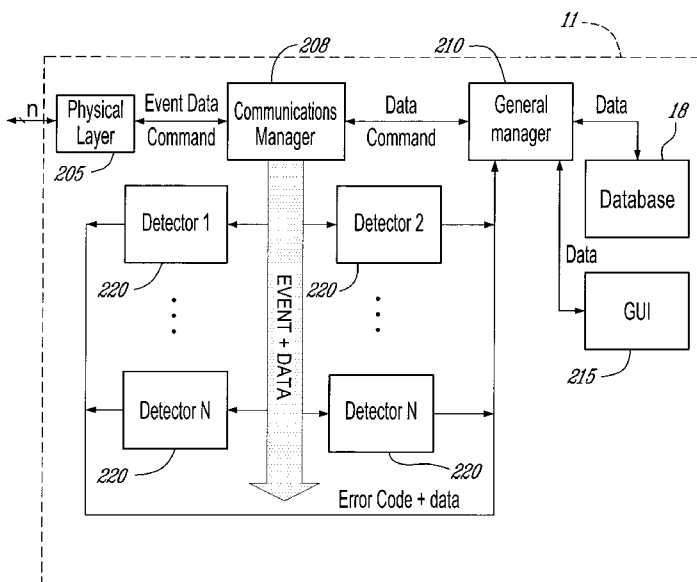 11
208
210
n
Physical
Layer
205
Event Data
Command
Communications
Manager
Data
Command
General
manager
Data
18
Database
Detector 1
220
Detector 2
220
Data
GUI
215
EVENT + DATA
Detector N
220
Detector N
220
Error Code + data